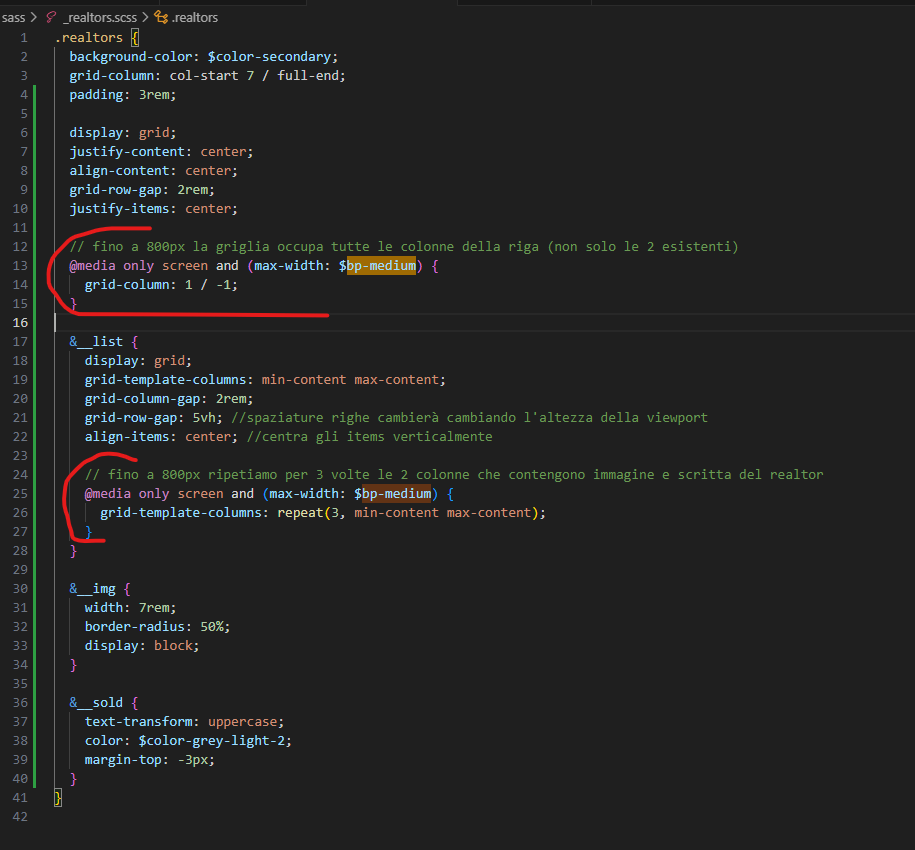 sass > _realtors.scss > .realtors
1 .realtors {
2 background-color: $color-secondary;
3 grid-column: col-start 7 / full-end;
4 padding: 3rem;
5
6 display: grid;
7 justify-content: center;
8 align-content: center;
9 grid-row-gap: 2rem;
10 justify-items: center;
11
12 // fino a 800px la griglia occupa tutte le colonne della riga (non solo le 2 esistenti)
13 @media only screen and (max-width: $bp-medium) {
14 grid-column: 1 / -1;
15 }
16
17 &__list {
18 display: grid;
19 grid-template-columns: min-content max-content;
20 grid-column-gap: 2rem;
21 grid-row-gap: 5vh; //spaziature righe cambierà cambiando l'altezza della viewport
22 align-items: center; //centra gli items verticalmente
23
24 // fino a 800px ripetiamo per 3 volte le 2 colonne che contengono immagine e scritta del realtor
25 @media only screen and (max-width: $bp-medium) {
26 grid-template-columns: repeat(3, min-content max-content);
27 }
28 }
29
30 &__img {
31 width: 7rem;
32 border-radius: 50%;
33 display: block;
34 }
35
36 &__sold {
37 text-transform: uppercase;
38 color: $color-grey-light-2;
39 margin-top: -3px;
40 }
41 }
42